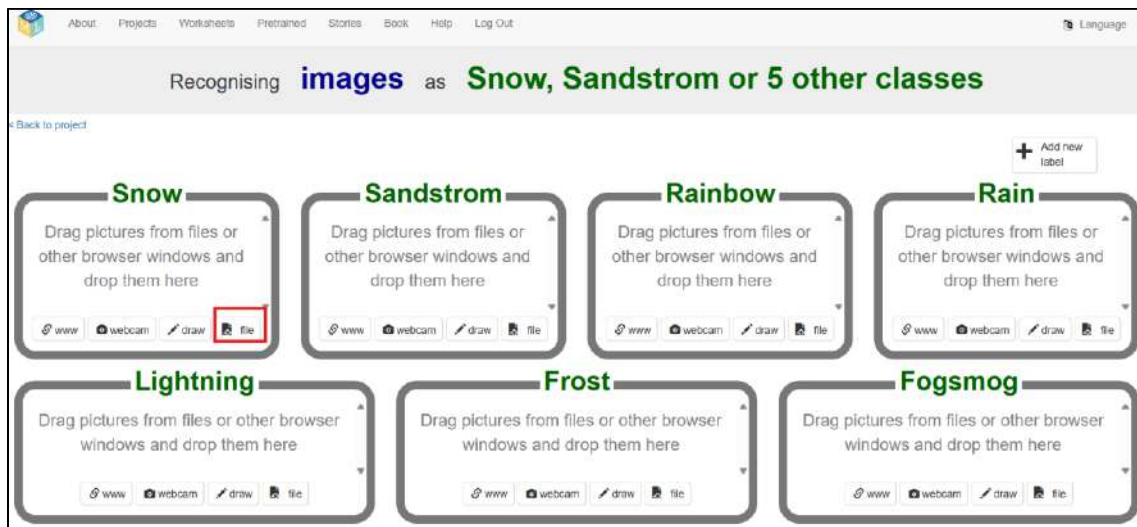 About Projects Worksheets Pretrained Stories Book Help Log Out Language
Recognising images as Snow, Sandstrom or 5 other classes
< Back to project
Add new
label
Snow Sandstrom Rainbow Rain
Drag pictures from files or Drag pictures from files or Drag pictures from files or Drag pictures from files or
other browser windows and other browser windows and other browser windows and other browser windows and
drop them here drop them here drop them here drop them here
www webcam draw file www webcam draw file www webcam draw file www webcam draw file
Lightning Frost Fogsmog
Drag pictures from files or other browser Drag pictures from files or other browser Drag pictures from files or other browser
windows and drop them here windows and drop them here windows and drop them here
www webcam draw file www webcam draw file www webcam draw file